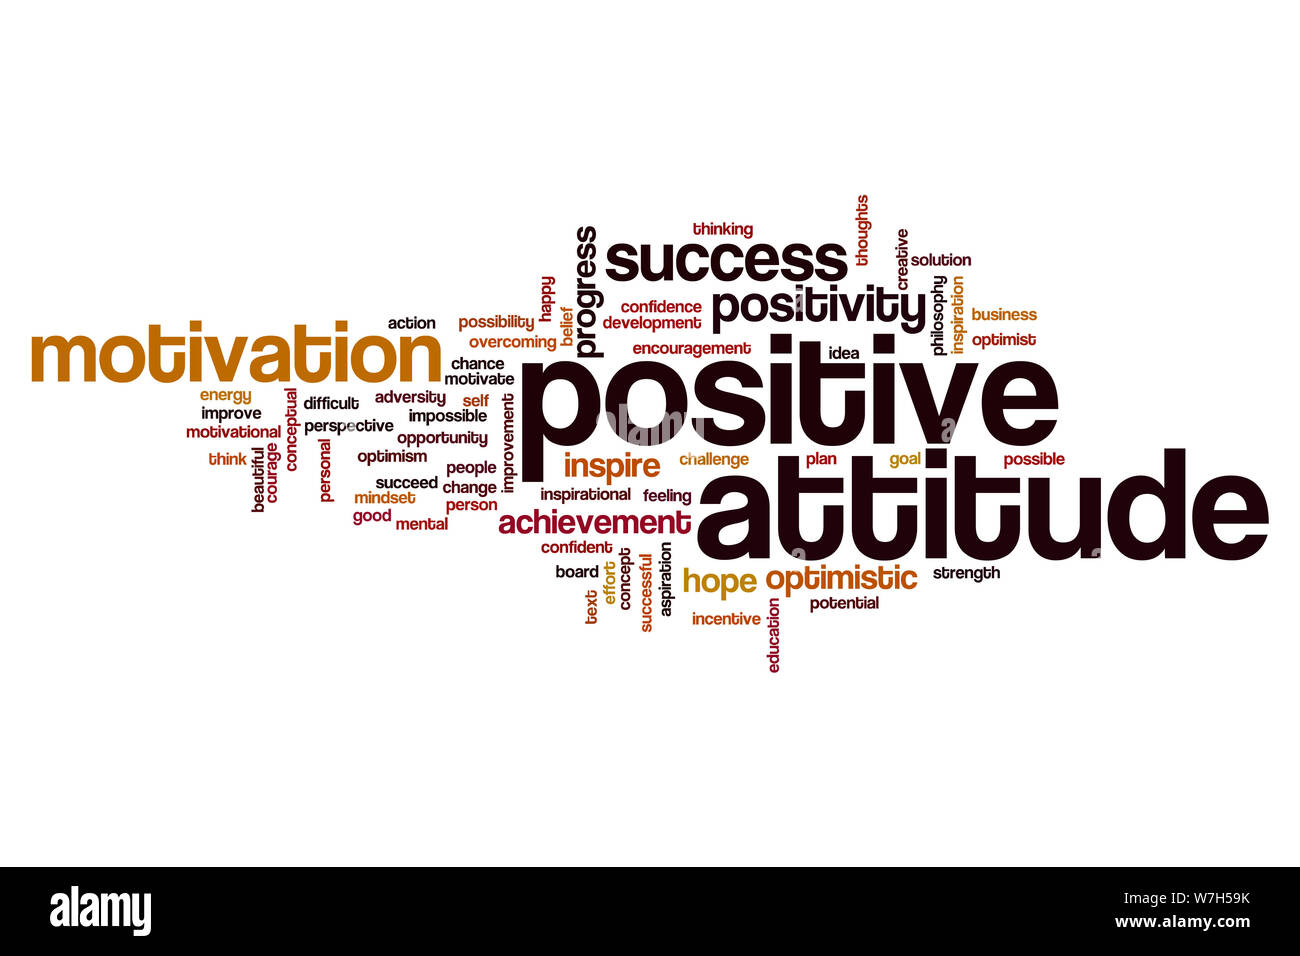 thinking
thoughts
success
progress
creative
solution
happy
confidence
positivity
philosophy
inspiration
business
action
possibility
belief
development
optimist
motivation
overcoming
encouragement
idea
chance
positive
motivate
energy
conceptual
difficult
adversity
self
improvement
improve
impossible
motivational
perspective
opportunity
think
beautiful
courage
personal
optimism
people
inspire
challenge
plan
goal
possible
succeed
change
mindset
person
inspirational
feeling
attitude
good
mental
achievement
confident
board
effort
concept
successful
aspiration
hope
optimistic
strength
text
incentive
education
potential
a
alamy
alamy
Image ID: W7H59K
www.alamy.com